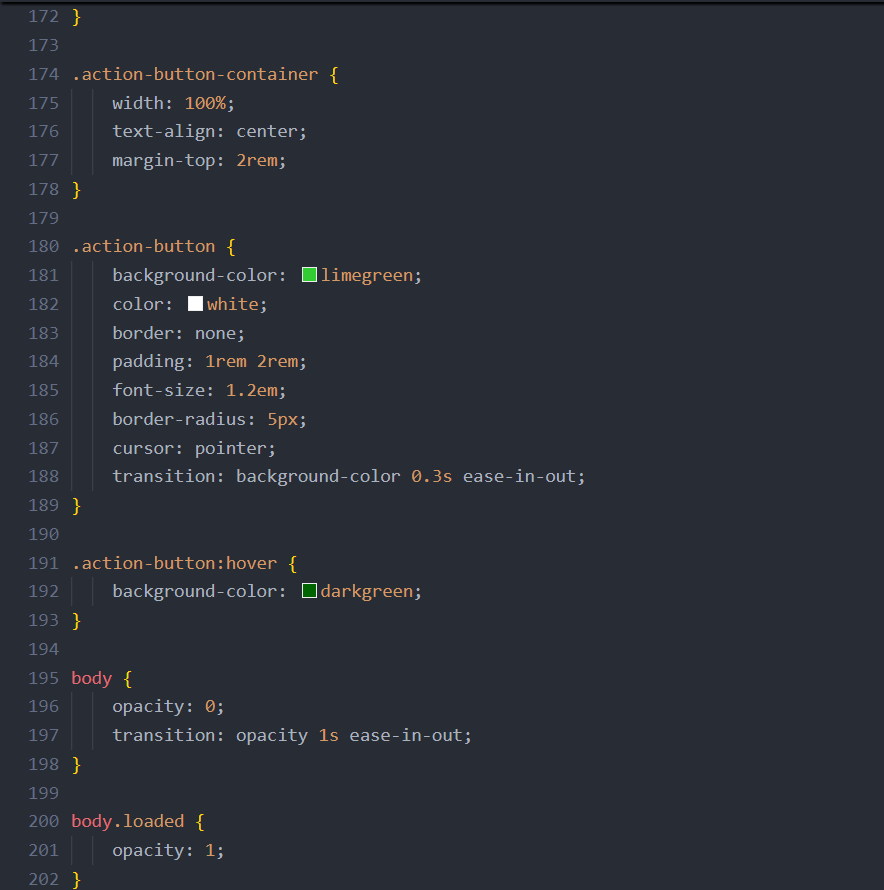 172 }
173
174 .action-button-container {
175     width: 100%;
176     text-align: center;
177     margin-top: 2rem;
178 }
179
180 .action-button {
181     background-color: limegreen;
182     color: white;
183     border: none;
184     padding: 1rem 2rem;
185     font-size: 1.2em;
186     border-radius: 5px;
187     cursor: pointer;
188     transition: background-color 0.3s ease-in-out;
189 }
190
191 .action-button:hover {
192     background-color: darkgreen;
193 }
194
195 body {
196     opacity: 0;
197     transition: opacity 1s ease-in-out;
198 }
199
200 body.loaded {
201     opacity: 1;
202 }